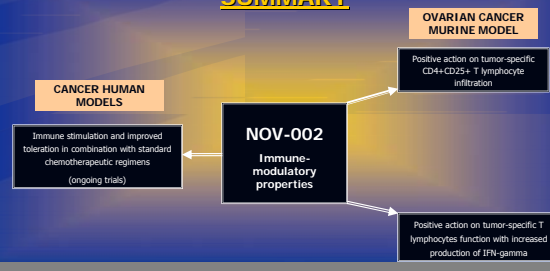 SUMMARY
OVARIAN CANCER
MURINE MODEL
Positive action on tumor-specific
CD4+CD25+ T lymphocyte
infiltration
CANCER HUMAN
MODELS
Immune stimulation and improved
toleration in combination with standard
chemotherapeutic regimens
(ongoing trials)
NOV-002
Immune-
modulatory
properties
Positive action on tumor-specific T
lymphocytes function with increased
production of IFN-gamma